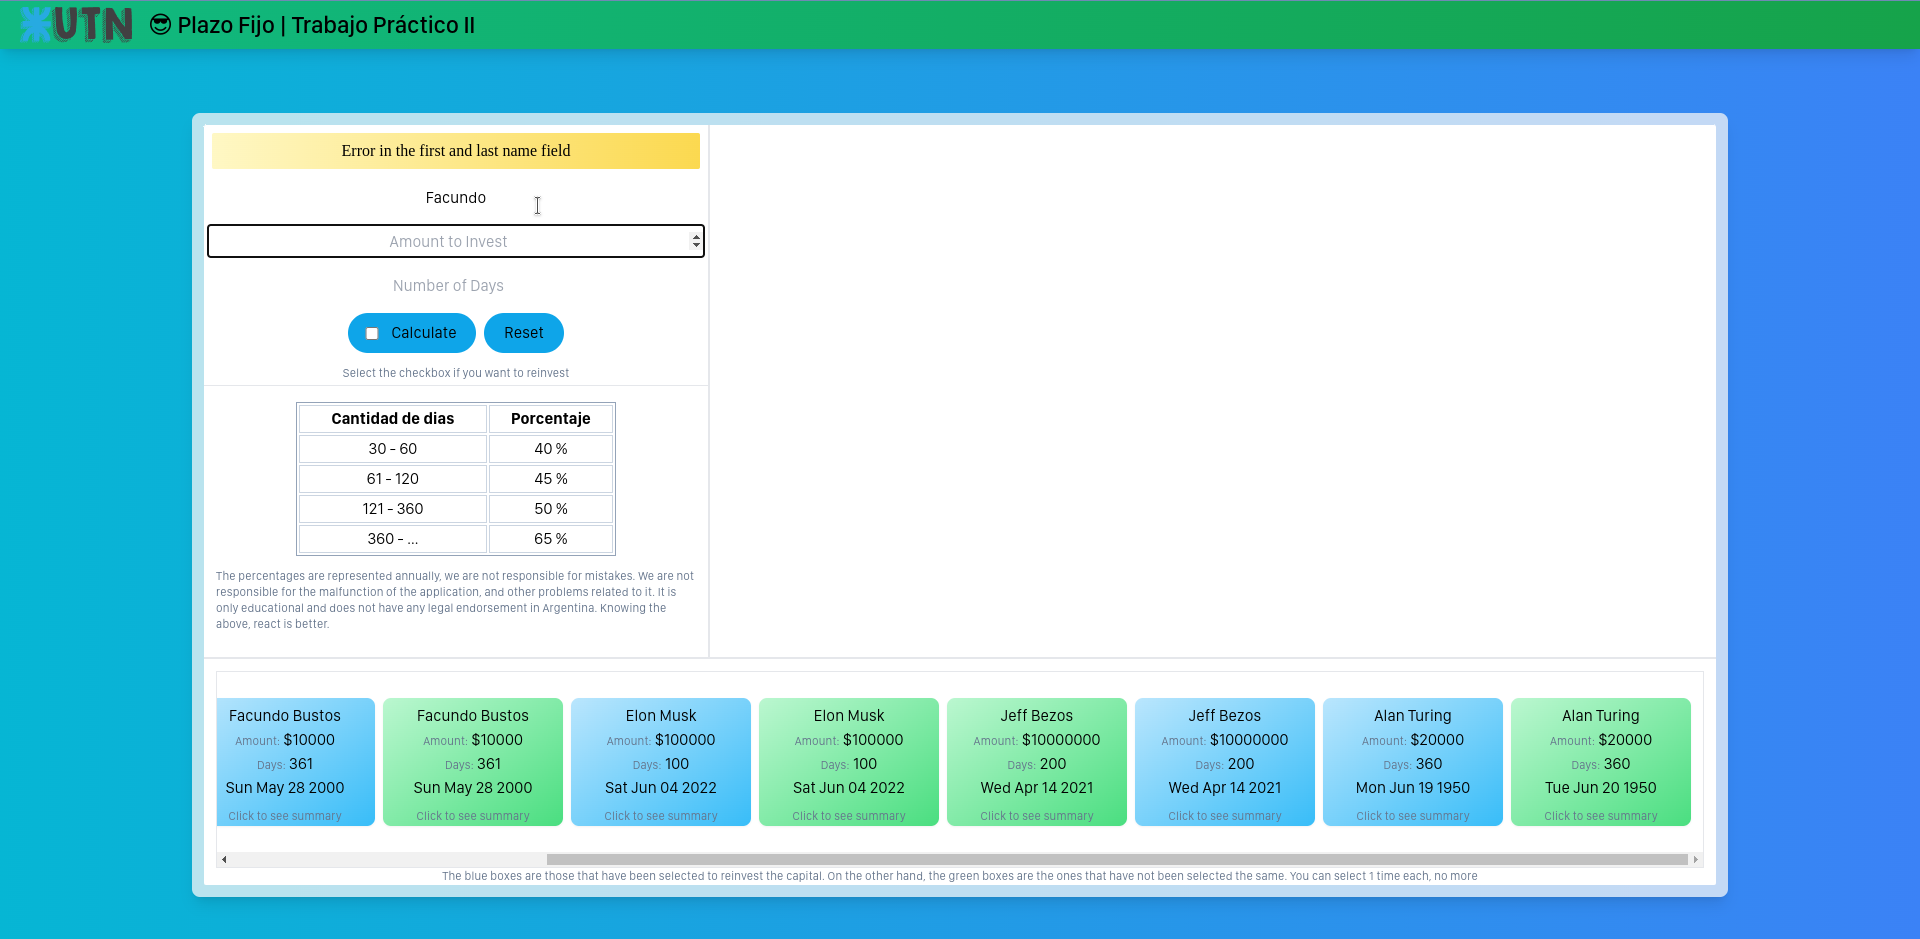 UTN 😎 Plazo Fijo | Trabajo Práctico II
Error in the first and last name field
Facundo
Amount to Invest
Number of Days
Calculate Reset
Select the checkbox if you want to reinvest
Cantidad de dias Porcentaje
30 - 60 40 %
61 - 120 45 %
121 - 360 50 %
360 - ... 65 %
The percentages are represented annually, we are not responsible for mistakes. We are not
responsible for the malfunction of the application, and other problems related to it. It is
only educational and does not have any legal endorsement in Argentina. Knowing the
above, react is better.
Facundo Bustos
Amount: $10000
Days: 361
Sun May 28 2000
Click to see summary
Facundo Bustos
Amount: $10000
Days: 361
Sun May 28 2000
Click to see summary
Elon Musk
Amount: $100000
Days: 100
Sat Jun 04 2022
Click to see summary
Elon Musk
Amount: $100000
Days: 100
Sat Jun 04 2022
Click to see summary
Jeff Bezos
Amount: $10000000
Days: 200
Wed Apr 14 2021
Click to see summary
Jeff Bezos
Amount: $10000000
Days: 200
Wed Apr 14 2021
Click to see summary
Alan Turing
Amount: $20000
Days: 360
Mon Jun 19 1950
Click to see summary
Alan Turing
Amount: $20000
Days: 360
Tue Jun 20 1950
Click to see summary
The blue boxes are those that have been selected to reinvest the capital. On the other hand, the green boxes are the ones that have not been selected the same. You can select 1 time each, no more